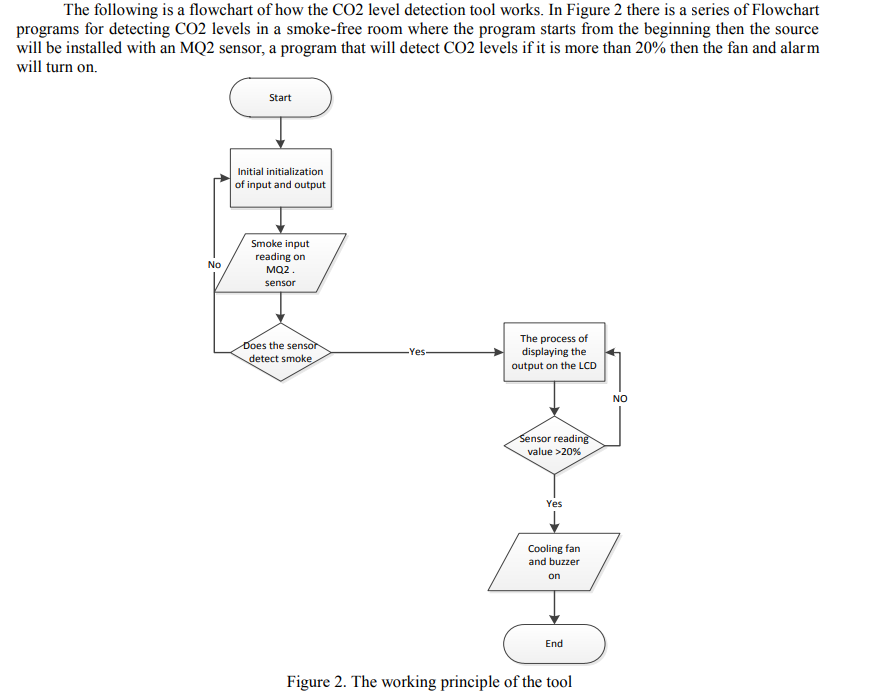 The following is a flowchart of how the CO2 level detection tool works. In Figure 2 there is a series of Flowchart
programs for detecting CO2 levels in a smoke-free room where the program starts from the beginning then the source
will be installed with an MQ2 sensor, a program that will detect CO2 levels if it is more than 20% then the fan and alarm
will turn on.
Start
Initial initialization
of input and output
Smoke input
reading on
MQ2 .
sensor
No
Does the sensor
detect smoke
Yes
The process of
displaying the
output on the LCD
NO
Sensor reading
value >20%
Yes
Cooling fan
and buzzer
on
End
Figure 2. The working principle of the tool